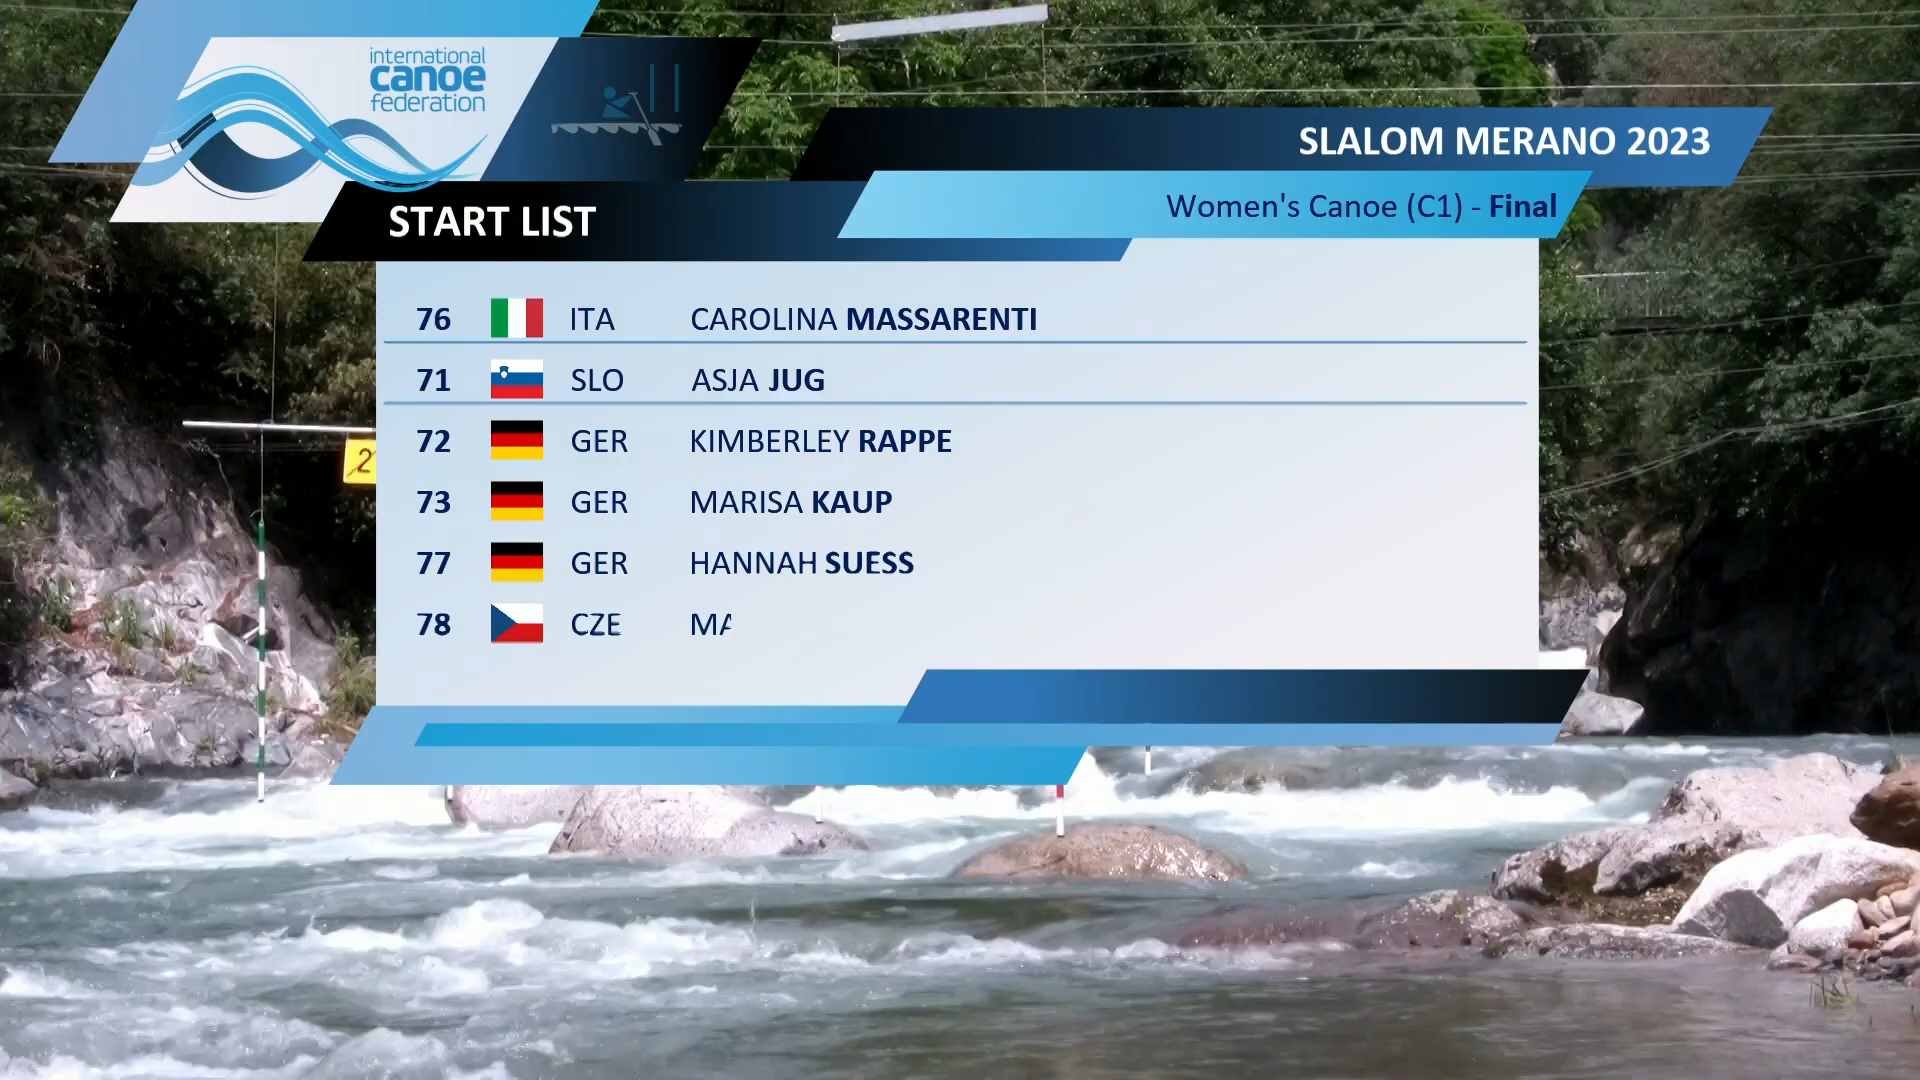 international
canoe
federation
SLALOM MERANO 2023
Women's Canoe (C1) - Final
START LIST
76 ITA CAROLINA MASSARENTI
71 SLO ASJA JUG
72 GER KIMBERLEY RAPPE
2
73 GER MARISA KAUP
77 GER HANNAH SUESS
78 CZE